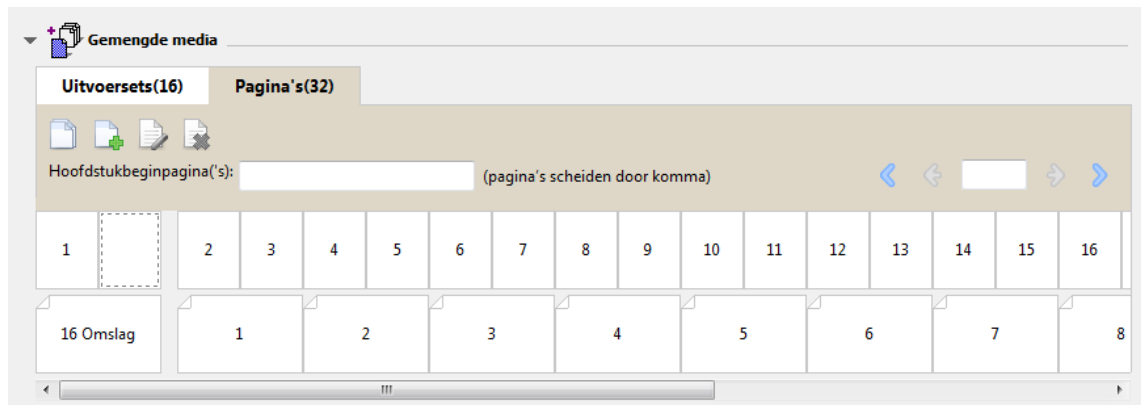 Gemengde media
Uitvoersets(16) Pagina's(32)
Hoofdstukbeginpagina('s): (pagina's scheiden door komma)
1 2 3 4 5 6 7 8 9 10 11 12 13 14 15 16
16 Omslag 1 2 3 4 5 6 7 8